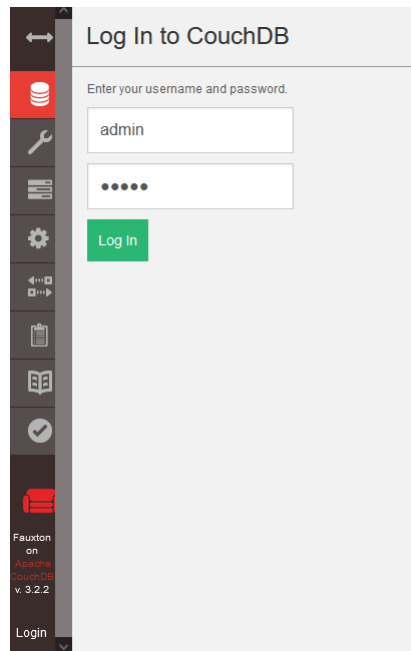 Log In to CouchDB
Enter your username and password.
admin
•••••
Log In
Fauxton
on
Apache
CouchDB
v. 3.2.2
Login